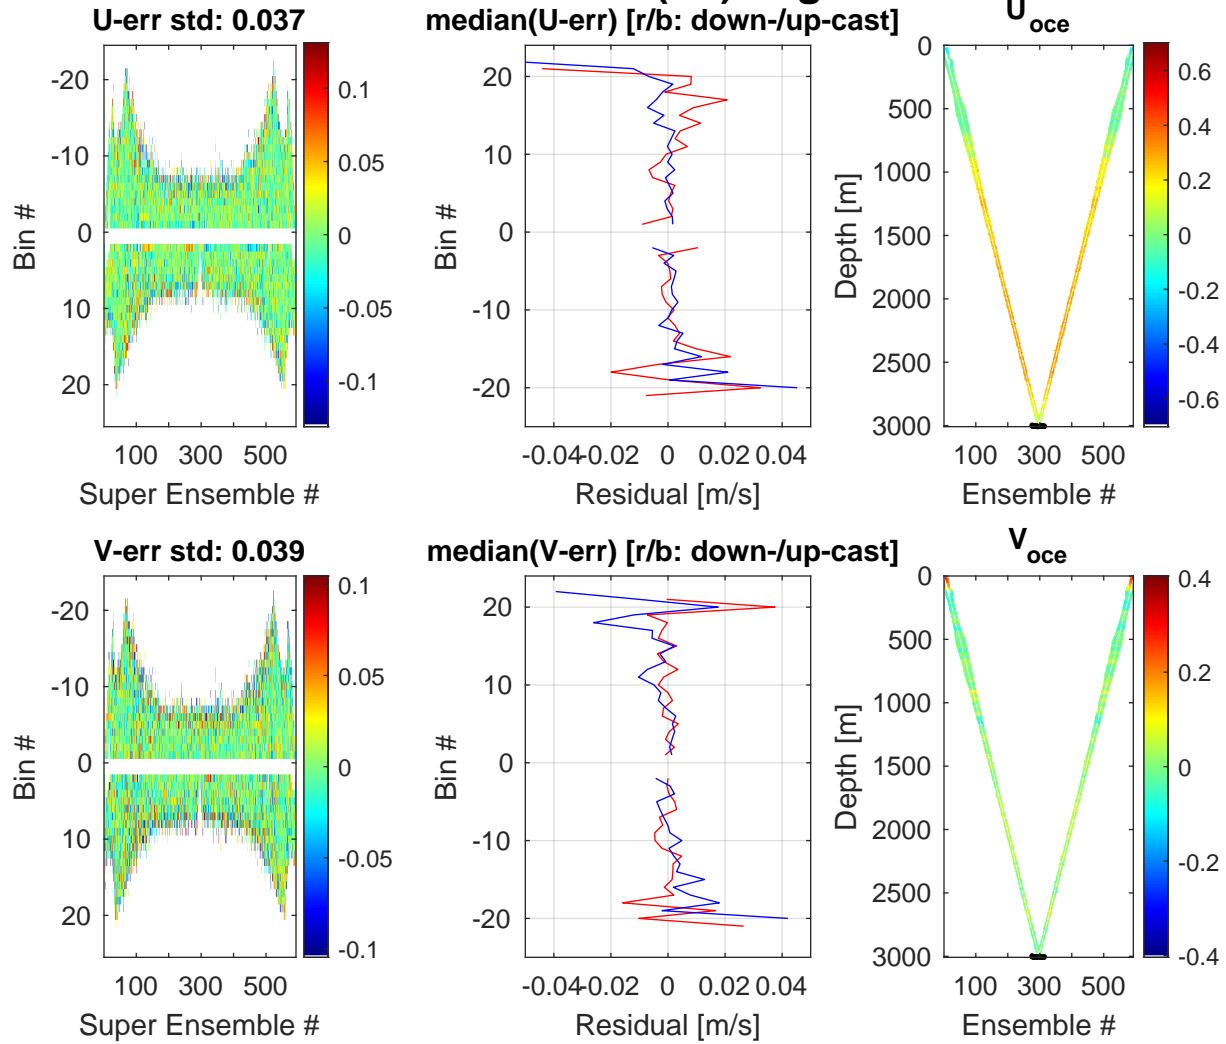 U-err std: 0.037
-20
-10
0
10
20
100 300 500
Super Ensemble #
Bin #
0.1
0.05
0
-0.05
-0.1
median(U-err) [r/b: down-/up-cast]
20
10
0
-10
-20
-0.04 -0.02 0 0.02 0.04
Residual [m/s]
Bin #
U_oce
0
500
1000
1500
2000
2500
3000
100 300 500
Ensemble #
Depth [m]
0.6
0.4
0.2
0
-0.2
-0.4
-0.6
V-err std: 0.039
-20
-10
0
10
20
100 300 500
Super Ensemble #
Bin #
0.1
0.05
0
-0.05
-0.1
median(V-err) [r/b: down-/up-cast]
20
10
0
-10
-20
-0.04 -0.02 0 0.02 0.04
Residual [m/s]
Bin #
V_oce
0
500
1000
1500
2000
2500
3000
100 300 500
Ensemble #
Depth [m]
0.4
0.2
0
-0.2
-0.4